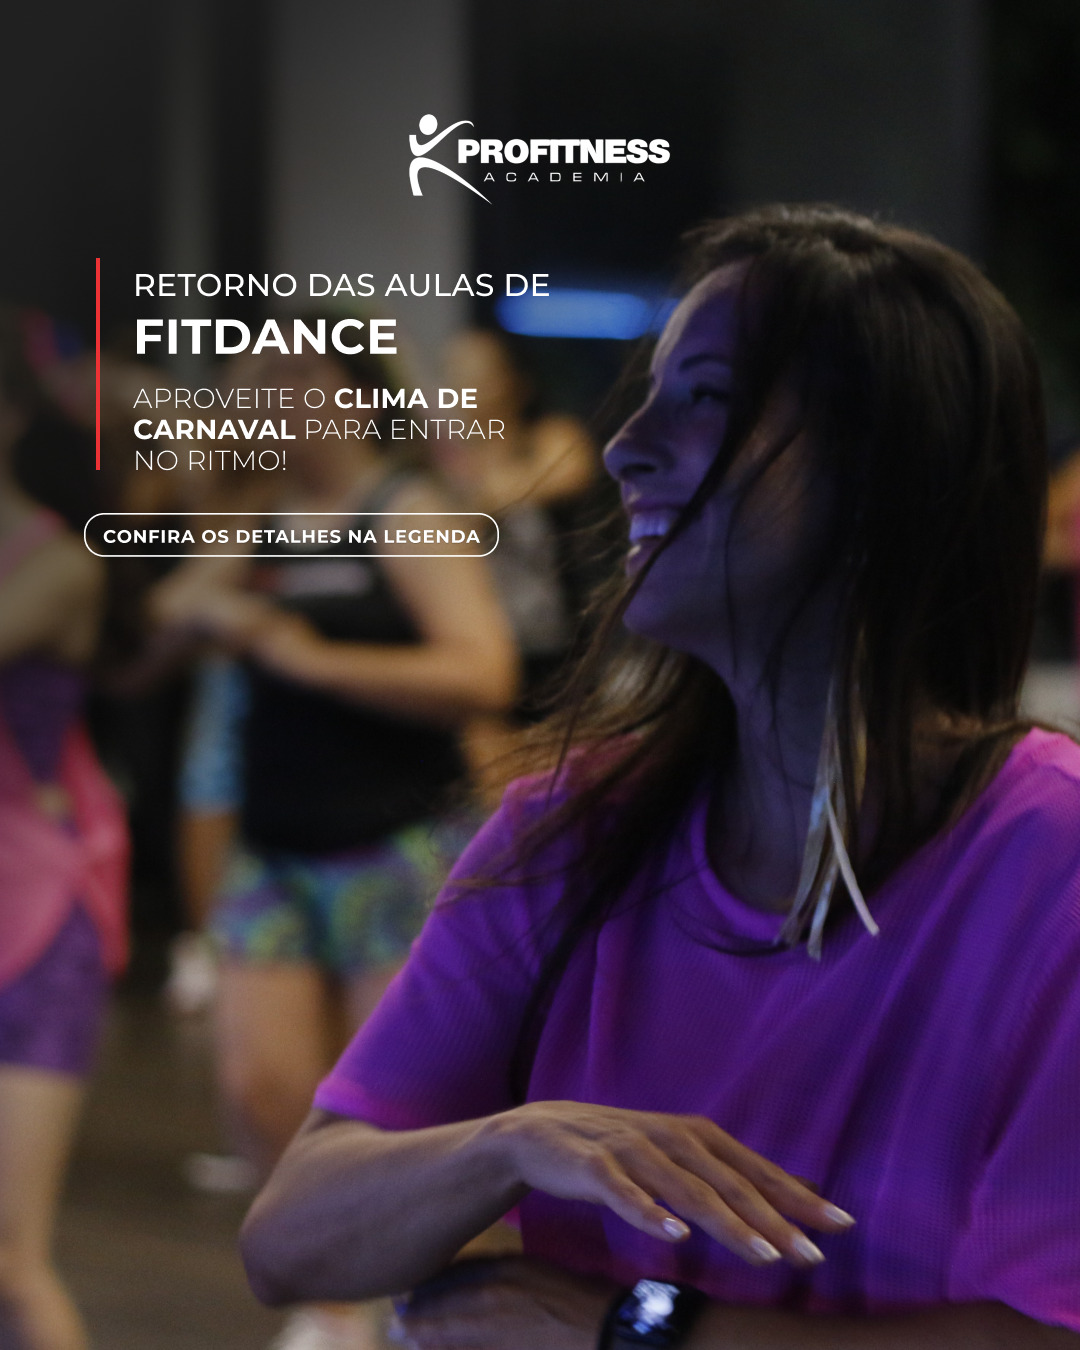 PROFITNESS
ACADEMIA
RETORNO DAS AULAS DE
FITDANCE
APROVEITE O CLIMA DE
CARNAVAL PARA ENTRAR
NO RITMO!
CONFIRA OS DETALHES NA LEGENDA